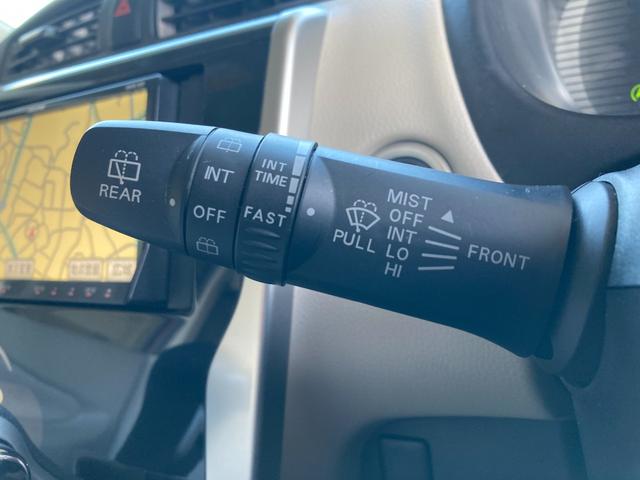 REAR
INT
OFF
INT
TIME
FAST
PULL
MIST
OFF
INT
LO
HI
FRONT